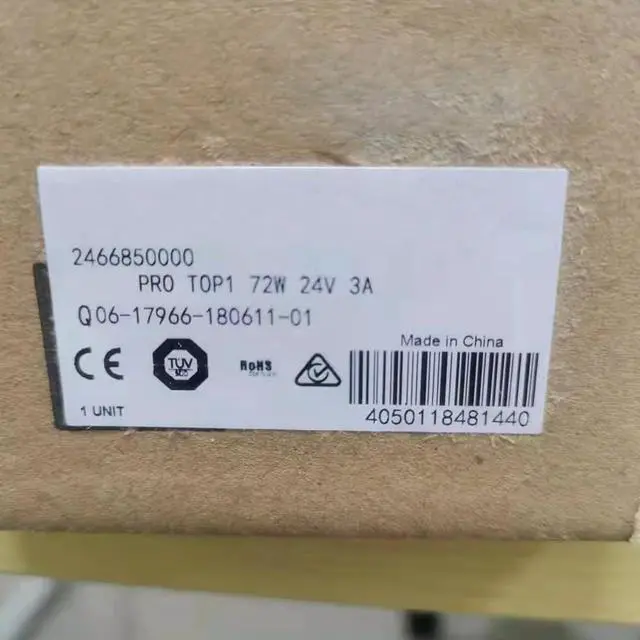 2466850000
PRO TOP1 72W 24V 3A
Q06-17966-180611-01
Made in China
CE
TÜV
RoHS
1 UNIT
4050118481440